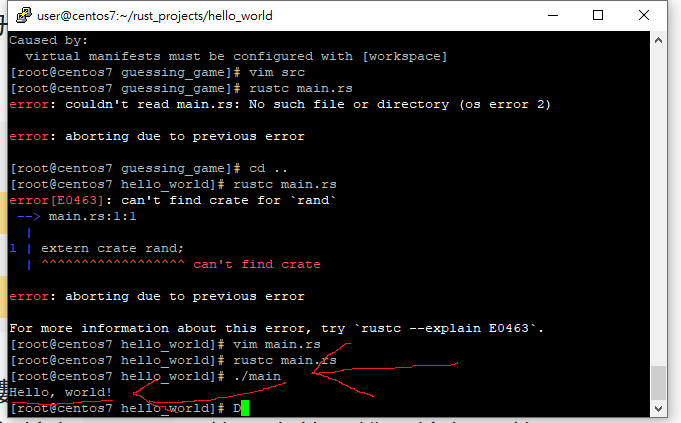 user@centos7:~/rust_projects/hello_world
Caused by:
  virtual manifests must be configured with [workspace]
[root@centos7 guessing_game]# vim src
[root@centos7 guessing_game]# rustc main.rs
error: couldn't read main.rs: No such file or directory (os error 2)
error: aborting due to previous error
[root@centos7 guessing_game]# cd ..
[root@centos7 hello_world]# rustc main.rs
error[E0463]: can't find crate for `rand`
 --> main.rs:1:1
  |
1 | extern crate rand;
  | ^^^^^^^^^^^^^^^^^^ can't find crate
error: aborting due to previous error
For more information about this error, try `rustc --explain E0463`.
[root@centos7 hello_world]# vim main.rs
[root@centos7 hello_world]# rustc main.rs
[root@centos7 hello_world]# ./main
Hello, world!
[root@centos7 hello_world]# D